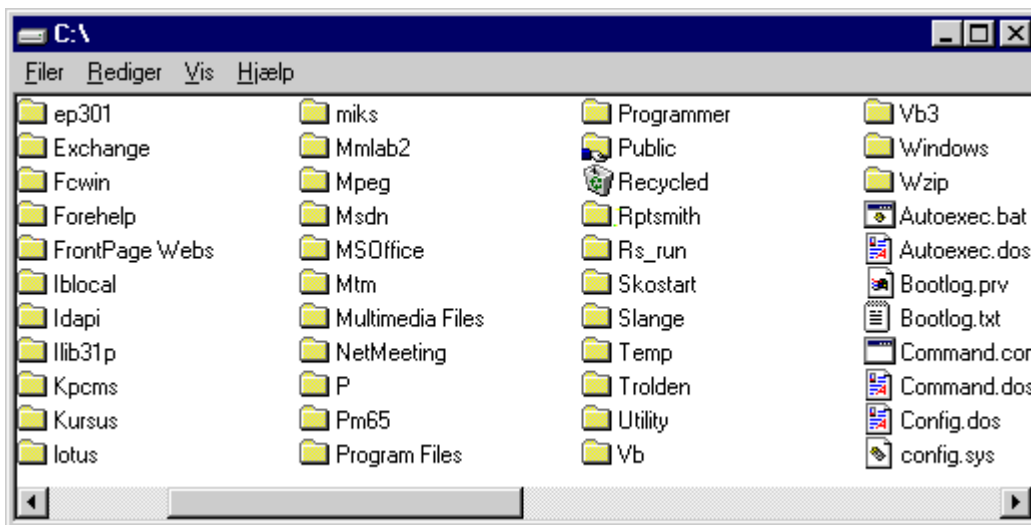 C:\
Filer Rediger Vis Hjælp
ep301
Exchange
Fcwin
Forehelp
FrontPage Webs
Iblocal
Idapi
Ilib31p
Kpcms
Kursus
lotus
miks
Mmlab2
Mpeg
Msdn
MSOffice
Mtm
Multimedia Files
NetMeeting
P
Pm65
Program Files
Programmer
Public
Recycled
Rptsmith
Rs_run
Skostart
Slange
Temp
Trolden
Utility
Vb
Vb3
Windows
Wzip
Autoexec.bat
Autoexec.dos
Bootlog.prv
Bootlog.txt
Command.com
Command.dos
Config.dos
config.sys